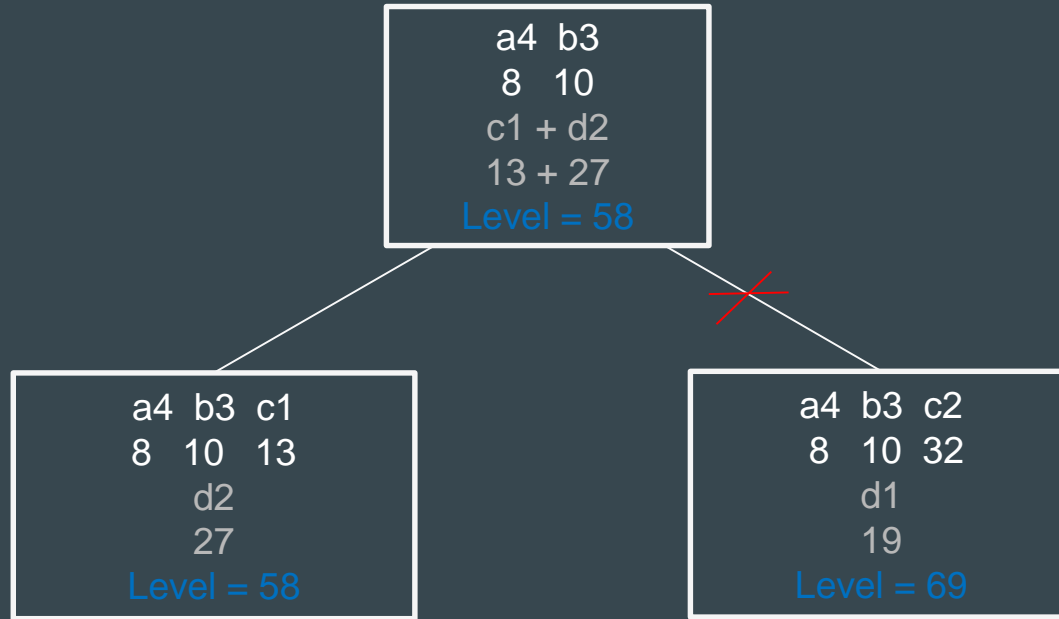 a4 b3
8 10
c1 + d2
13 + 27
Level = 58
a4 b3 c1
8 10 13
d2
27
Level = 58
a4 b3 c2
8 10 32
d1
19
Level = 69